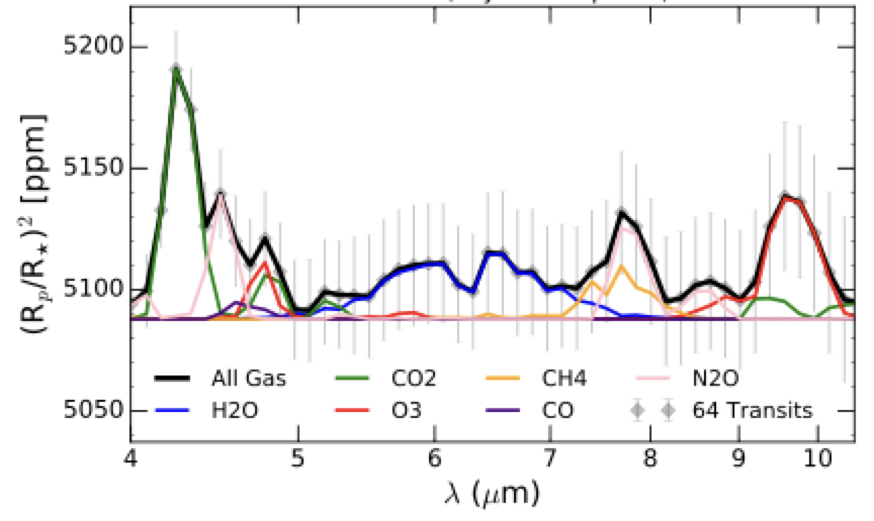 5200
5150
5100
5050
(R_p/R_★)² [ppm]
All Gas CO2 CH4 N2O
H2O O3 CO 64 Transits
4 5 6 7 8 9 10
λ (μm)